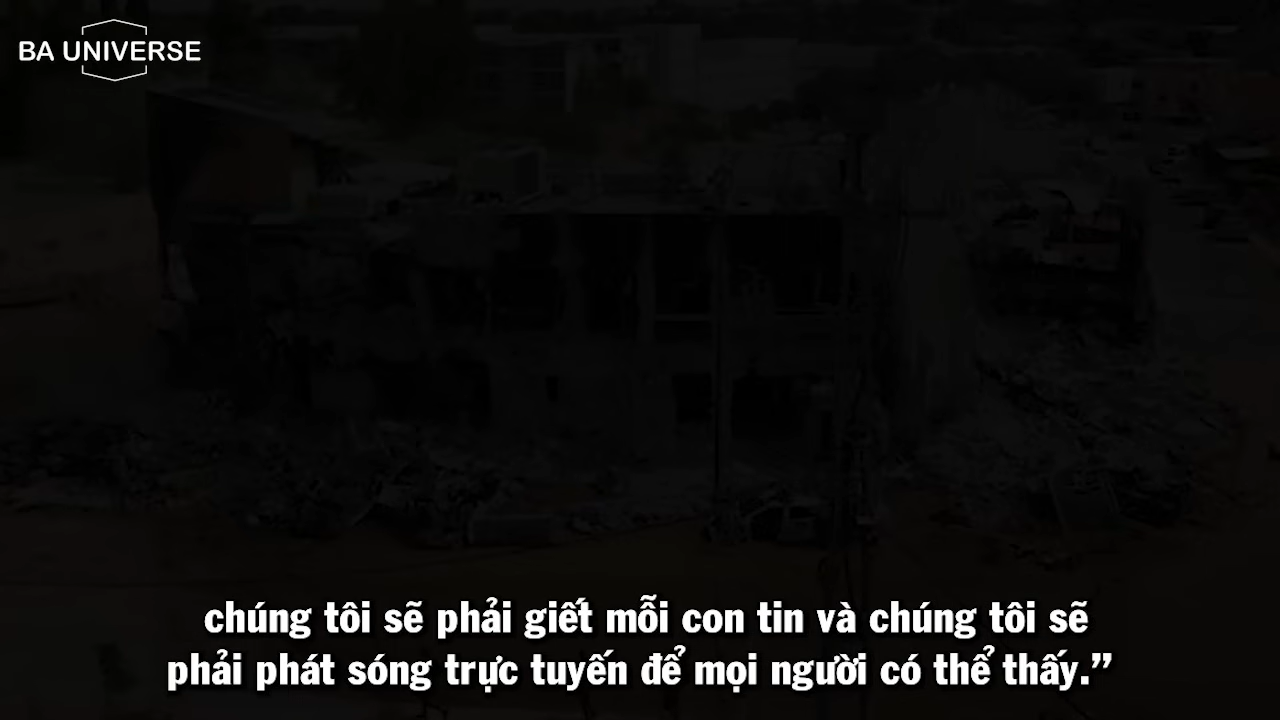 BA UNIVERSE
chúng tôi sẽ phải giết mỗi con tin và chúng tôi sẽ
phải phát sóng trực tuyến để mọi người có thể thấy.”